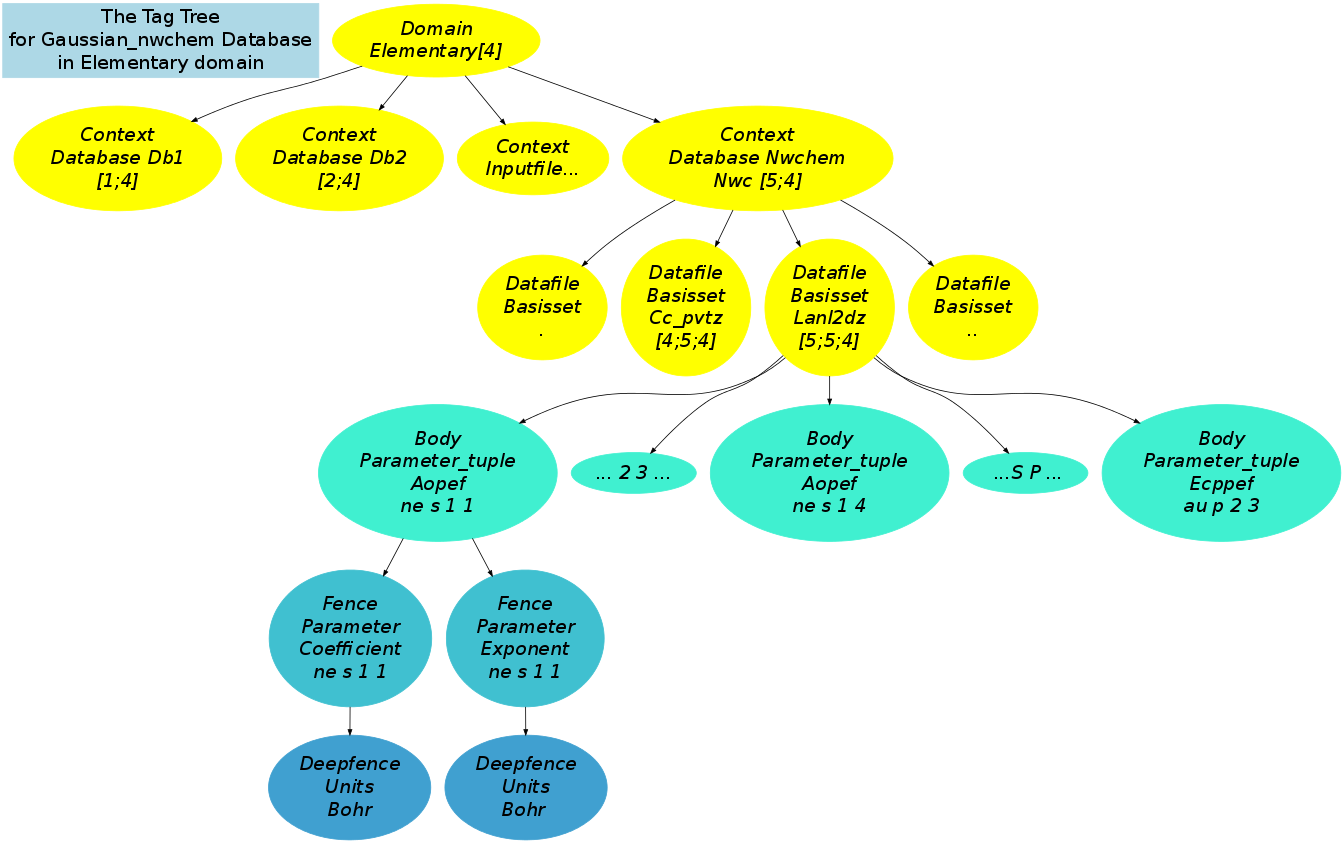 The Tag Tree
for Gaussian_nwchem Database
in Elementary domain
Domain
Elementary[4]
Context
Database Db1
[1;4]
Context
Database Db2
[2;4]
Context
Inputfile...
Context
Database Nwchem
Nwc [5;4]
Datafile
Basisset
.
Datafile
Basisset
Cc_pvtz
[4;5;4]
Datafile
Basisset
Lanl2dz
[5;5;4]
Datafile
Basisset
..
Body
Parameter_tuple
Aopef
ne s 1 1
... 2 3 ...
Body
Parameter_tuple
Aopef
ne s 1 4
...S P ...
Body
Parameter_tuple
Ecppef
au p 2 3
Fence
Parameter
Coefficient
ne s 1 1
Fence
Parameter
Exponent
ne s 1 1
Deepfence
Units
Bohr
Deepfence
Units
Bohr